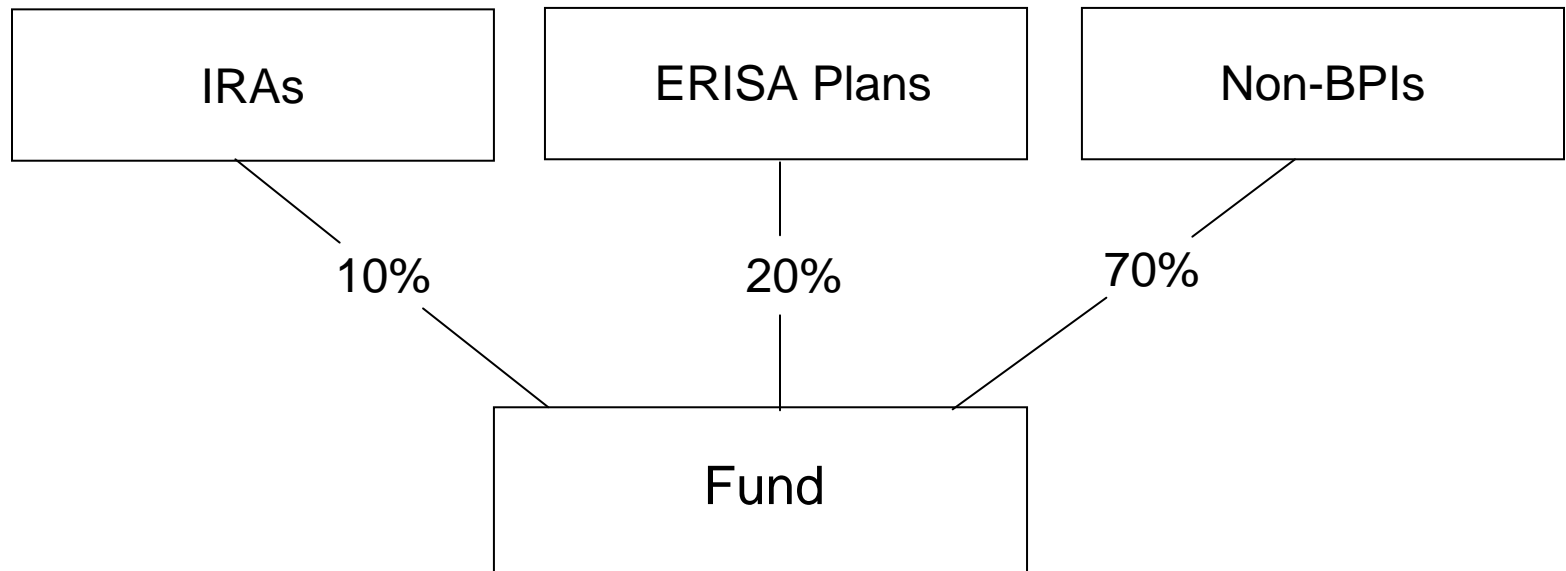 IRAs
ERISA Plans
Non-BPIs
10%
20%
70%
Fund